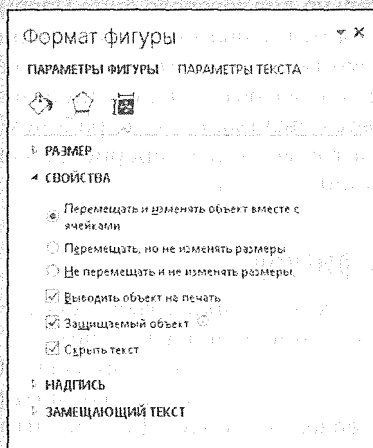 Формат фигуры
ПАРАМЕТРЫ ФИГУРЫ ПАРАМЕТРЫ ТЕКСТА
РАЗМЕР
СВОЙСТВА
Перемещать и изменять объект вместе с
ячейками
Перемещать, но не изменять размеры
Не перемещать и не изменять размеры
Выводить объект на печать
Защищаемый объект
Скрыть текст
НАДПИСЬ
ЗАМЕЩАЮЩИЙ ТЕКСТ